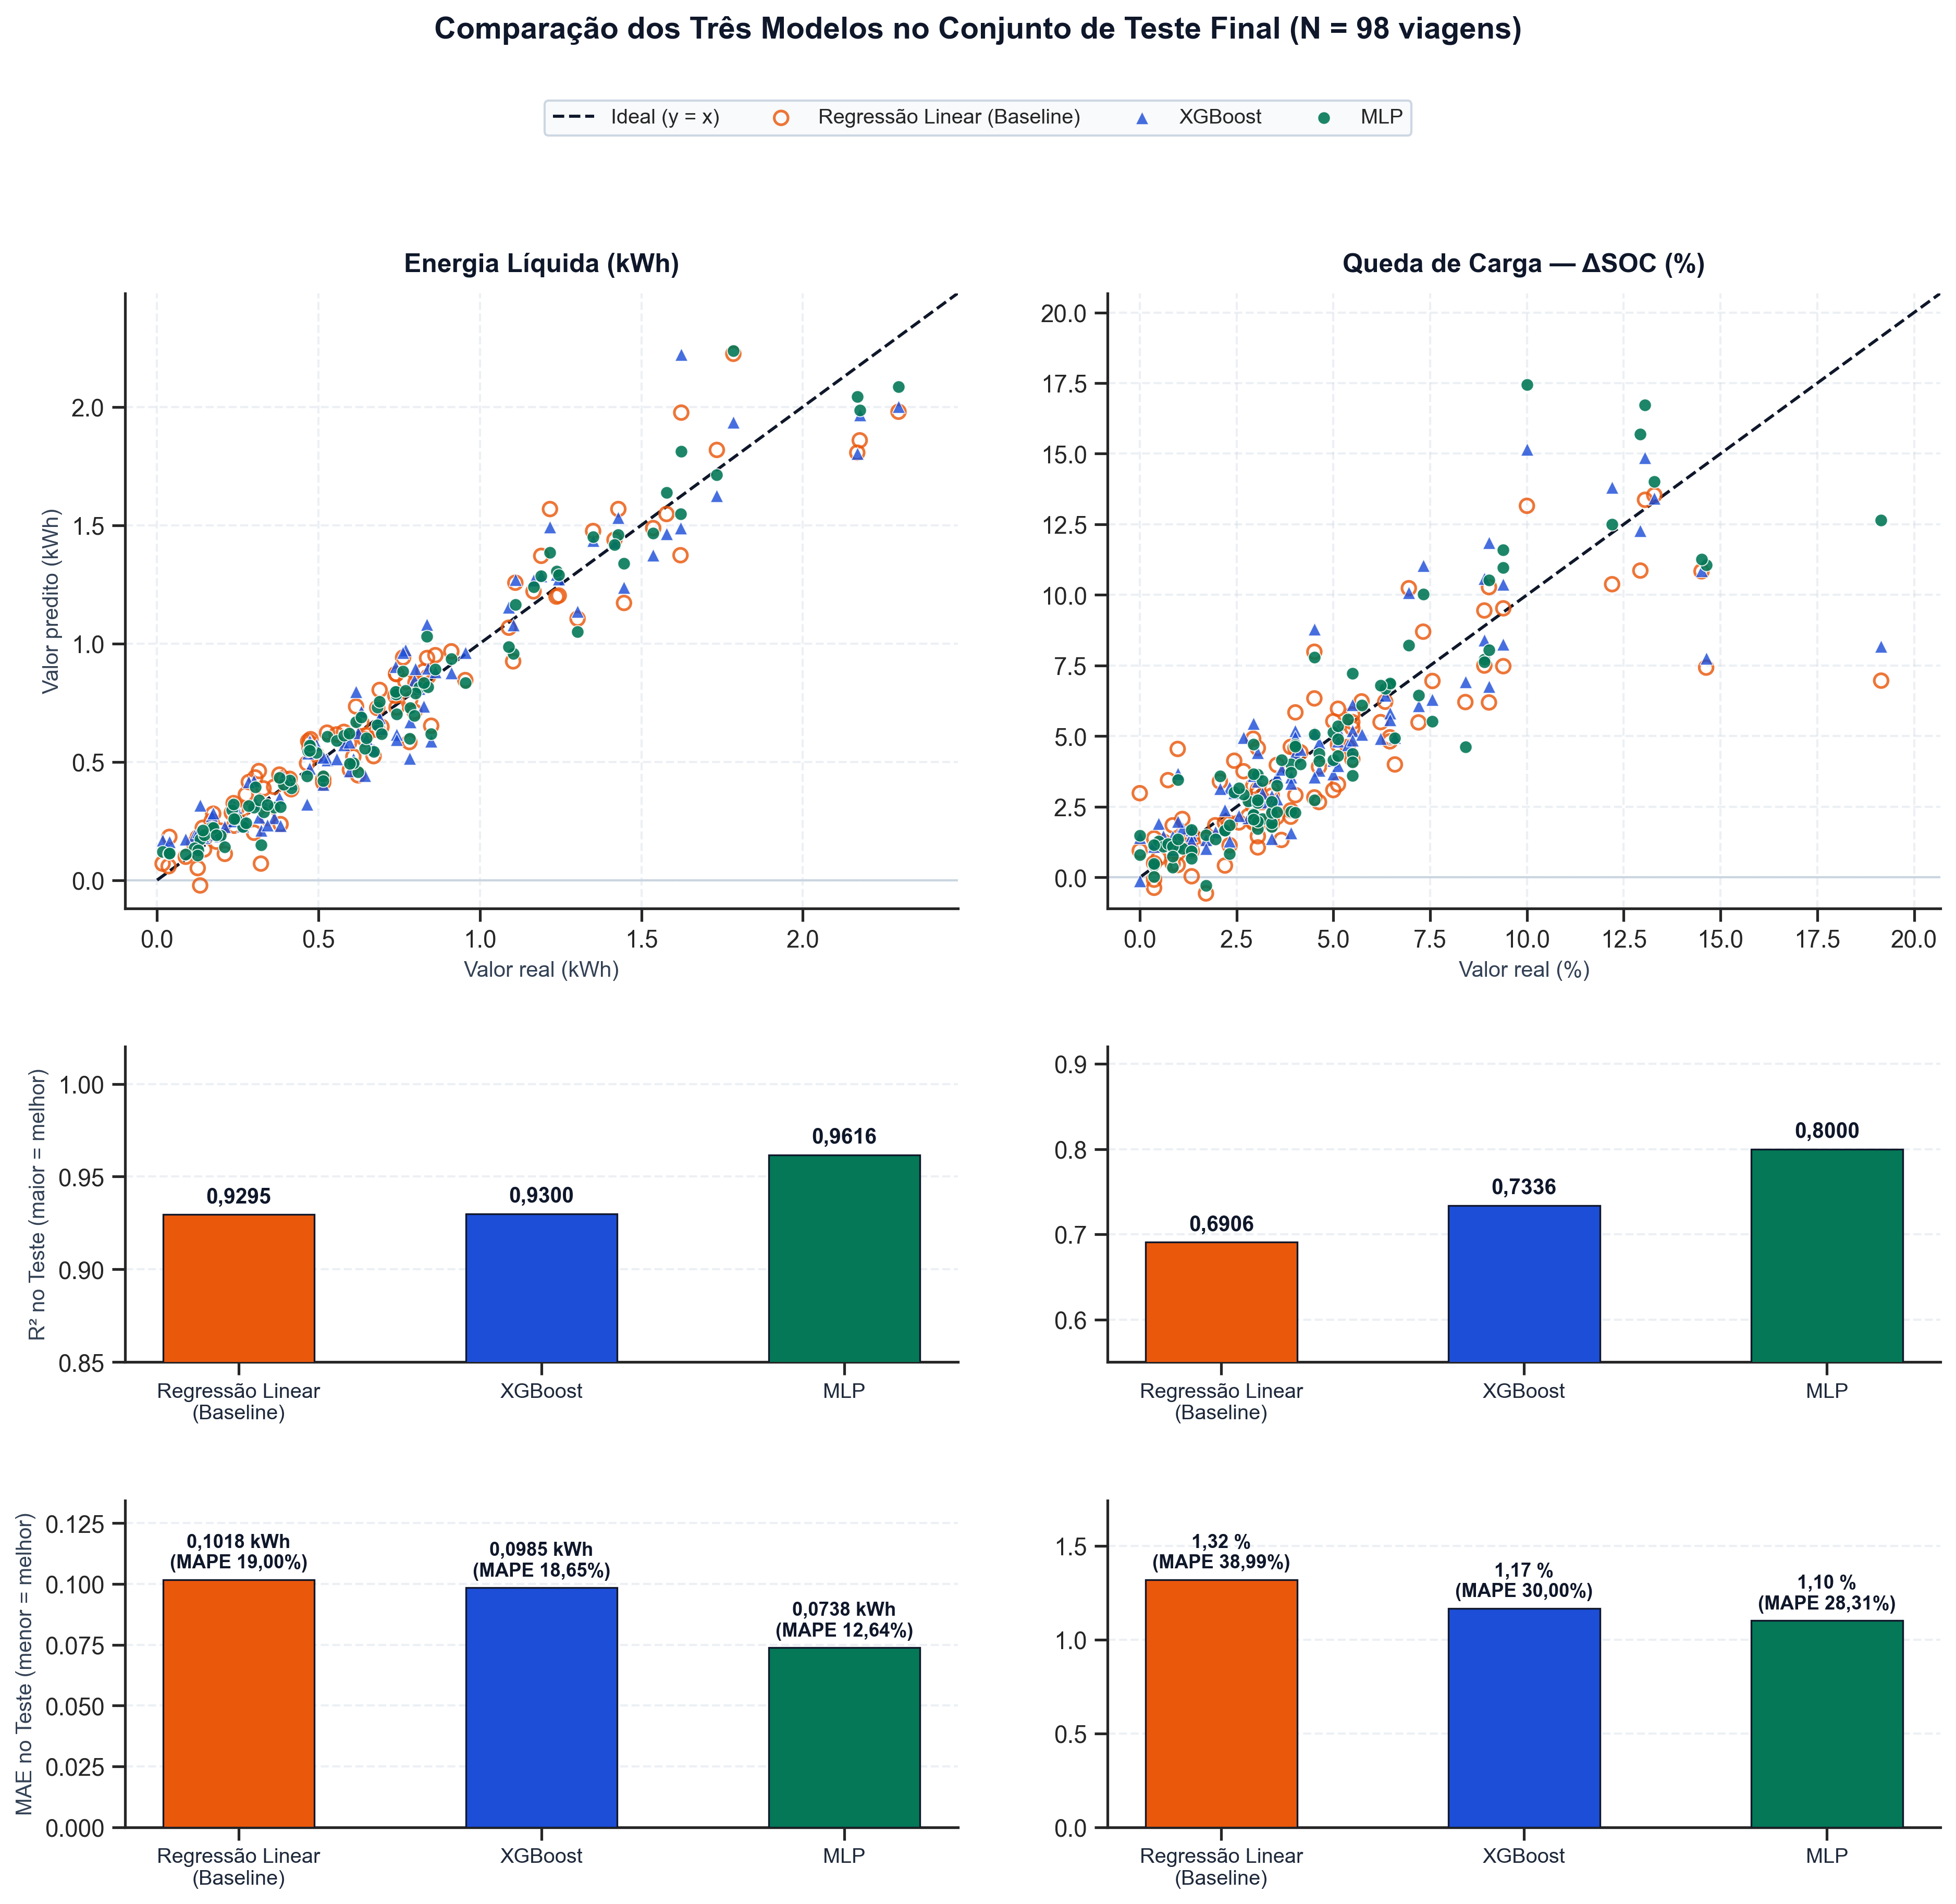 Comparação dos Três Modelos no Conjunto de Teste Final (N = 98 viagens)
Ideal (y = x)
Regressão Linear (Baseline)
XGBoost
MLP
Energia Líquida (kWh)
Valor predito (kWh)
2.0
1.5
1.0
0.5
0.0
0.0
0.5
1.0
1.5
2.0
Valor real (kWh)
Queda de Carga — ΔSOC (%)
20.0
17.5
15.0
12.5
10.0
7.5
5.0
2.5
0.0
0.0
2.5
5.0
7.5
10.0
12.5
15.0
17.5
20.0
Valor real (%)
R² no Teste (maior = melhor)
1.00
0.95
0.90
0.85
0,9295
0,9300
0,9616
Regressão Linear
(Baseline)
XGBoost
MLP
0.9
0.8
0.7
0.6
0,6906
0,7336
0,8000
Regressão Linear
(Baseline)
XGBoost
MLP
MAE no Teste (menor = melhor)
0.125
0.100
0.075
0.050
0.025
0.000
0,1018 kWh
(MAPE 19,00%)
0,0985 kWh
(MAPE 18,65%)
0,0738 kWh
(MAPE 12,64%)
Regressão Linear
(Baseline)
XGBoost
MLP
1.5
1.0
0.5
0.0
1,32 %
(MAPE 38,99%)
1,17 %
(MAPE 30,00%)
1,10 %
(MAPE 28,31%)
Regressão Linear
(Baseline)
XGBoost
MLP